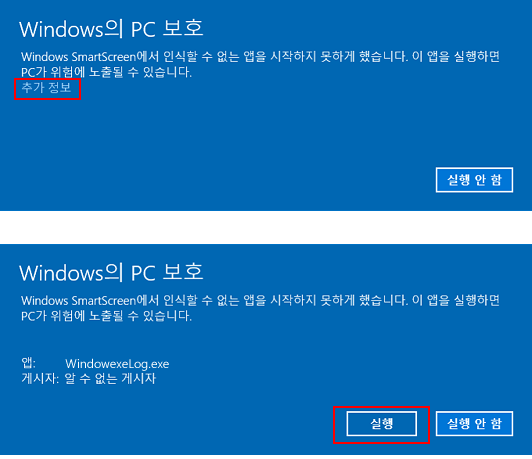 Windows의 PC 보호
Windows SmartScreen에서 인식할 수 없는 앱을 시작하지 못하게 했습니다. 이 앱을 실행하면
PC가 위험에 노출될 수 있습니다.
추가 정보
실행 안 함
Windows의 PC 보호
Windows SmartScreen에서 인식할 수 없는 앱을 시작하지 못하게 했습니다. 이 앱을 실행하면
PC가 위험에 노출될 수 있습니다.
앱: WindowexeLog.exe
게시자: 알 수 없는 게시자
실행 실행 안 함